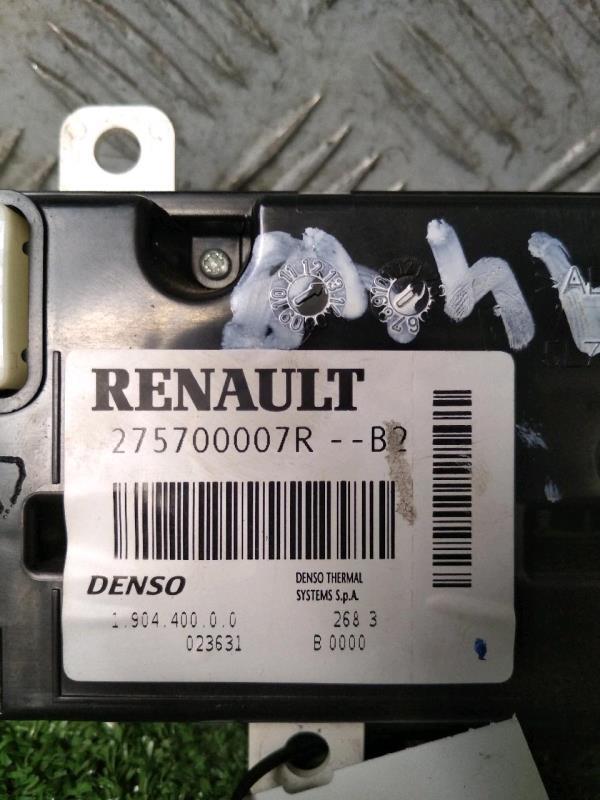 RENAULT
275700007R --B2
DENSO
DENSO THERMAL
SYSTEMS S.p.A.
1.904.400.0.0
268 3
023631
B 0000